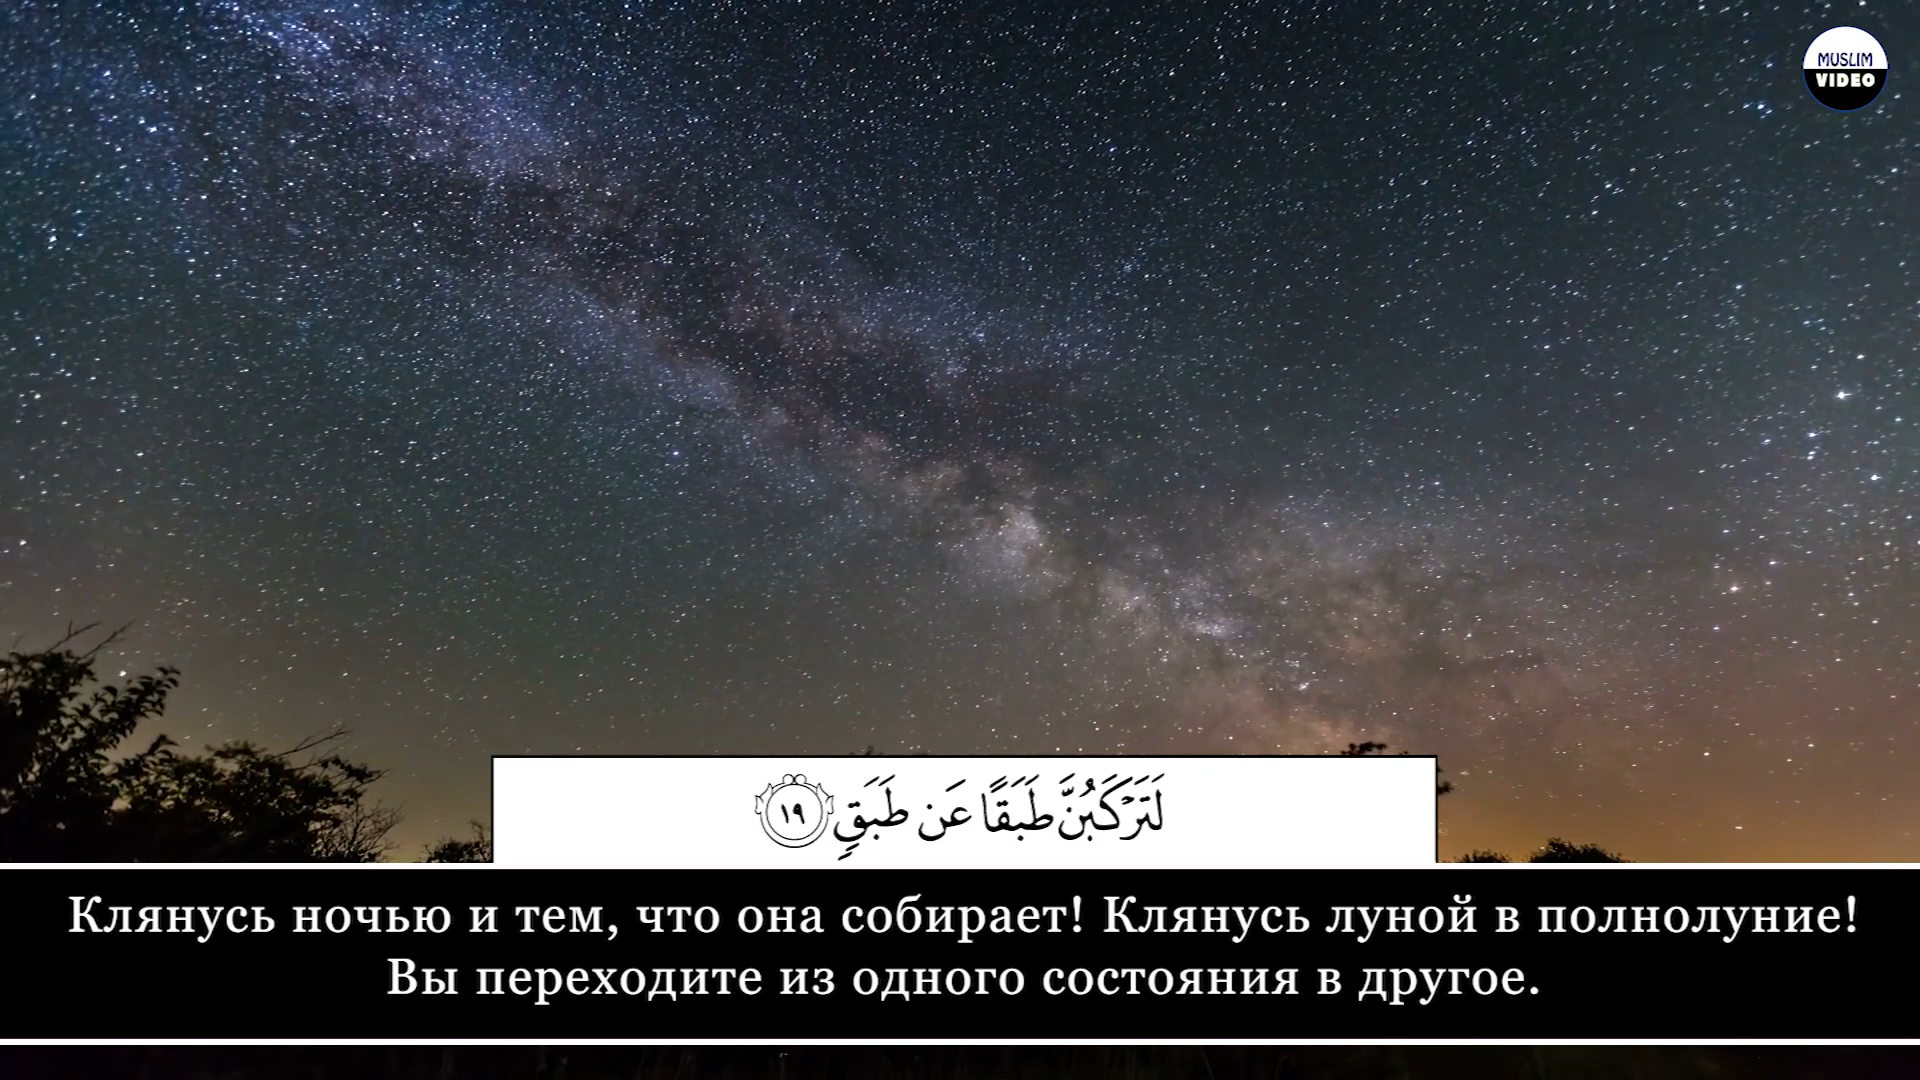 MUSLIM
VIDEO
لَتَرْكَبُنَّ طَبَقًا عَن طَبَقٍ ١٩
Клянусь ночью и тем, что она собирает! Клянусь луной в полнолуние!
Вы переходите из одного состояния в другое.